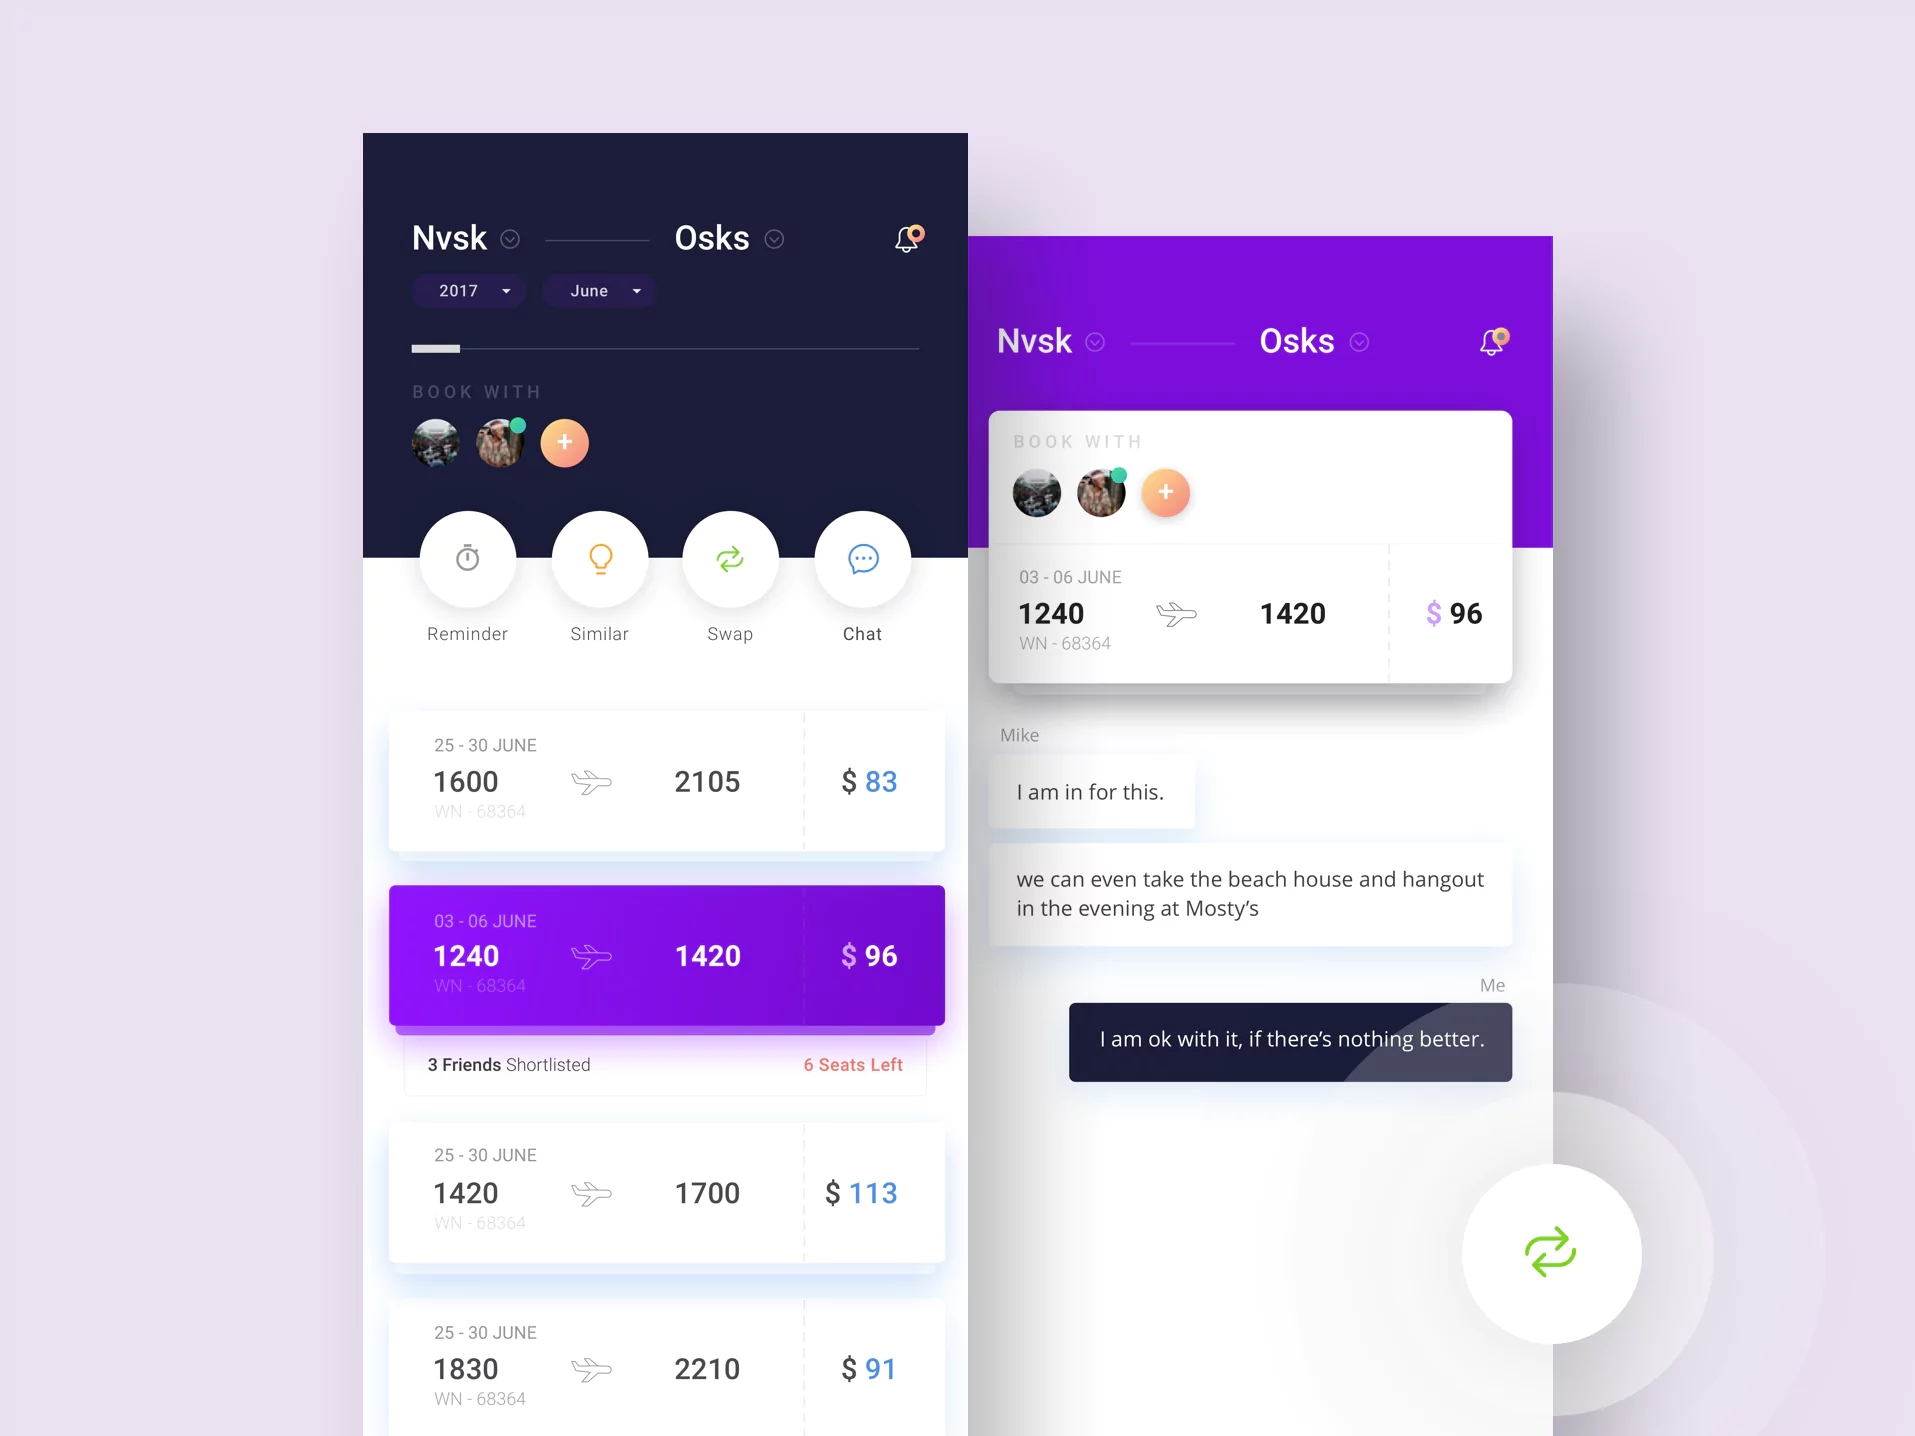 Nvsk
Osks
2017
June
BOOK WITH
+
Reminder
Similar
Swap
Chat
25 - 30 JUNE
1600
2105
$ 83
WN - 68364
03 - 06 JUNE
1240
1420
$ 96
WN - 68364
3 Friends Shortlisted
6 Seats Left
25 - 30 JUNE
1420
1700
$ 113
WN - 68364
25 - 30 JUNE
1830
2210
$ 91
WN - 68364
Nvsk
Osks
BOOK WITH
+
03 - 06 JUNE
1240
1420
$ 96
WN - 68364
Mike
I am in for this.
we can even take the beach house and hangout
in the evening at Mosty’s
Me
I am ok with it, if there’s nothing better.